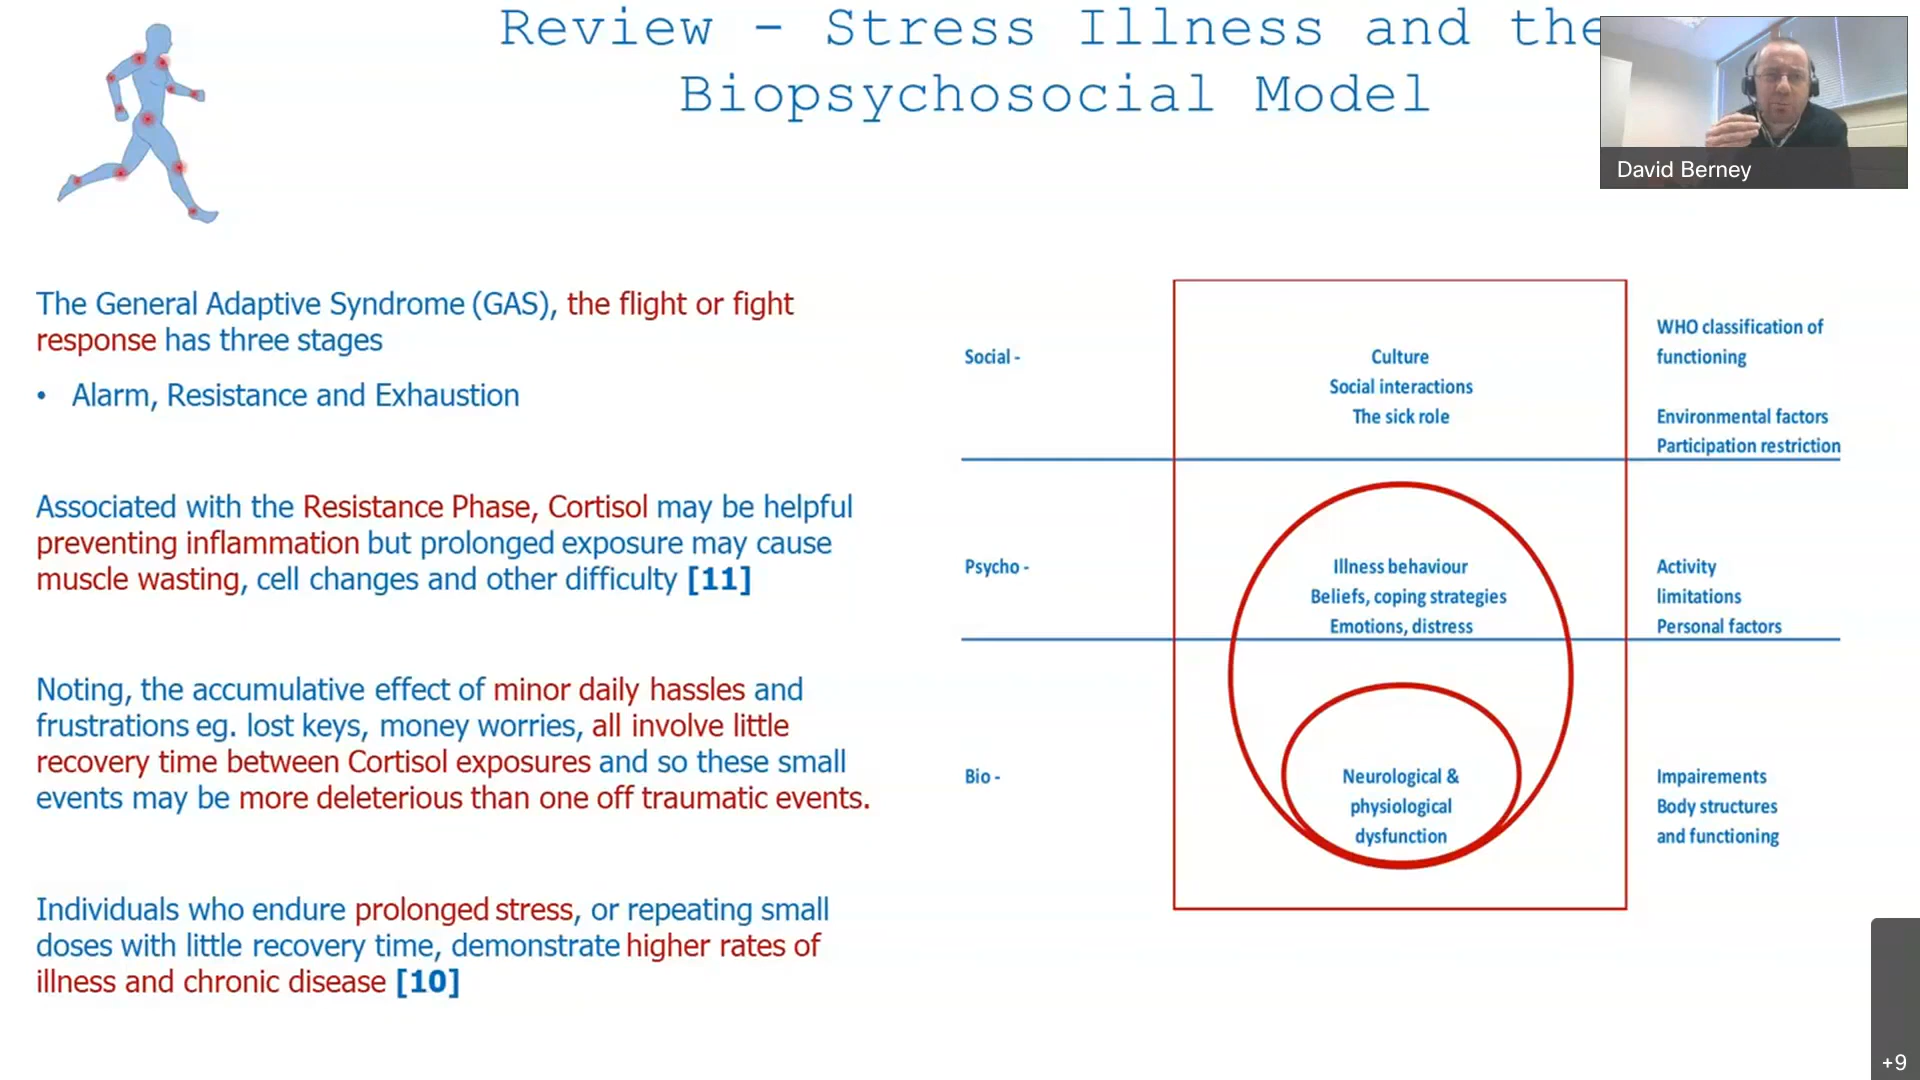 Review - Stress Illness and the
Biopsychosocial Model
David Berney
The General Adaptive Syndrome (GAS), the flight or fight
response has three stages
• Alarm, Resistance and Exhaustion
Associated with the Resistance Phase, Cortisol may be helpful
preventing inflammation but prolonged exposure may cause
muscle wasting, cell changes and other difficulty [11]
Noting, the accumulative effect of minor daily hassles and
frustrations eg. lost keys, money worries, all involve little
recovery time between Cortisol exposures and so these small
events may be more deleterious than one off traumatic events.
Individuals who endure prolonged stress, or repeating small
doses with little recovery time, demonstrate higher rates of
illness and chronic disease [10]
Social -
Culture
Social interactions
The sick role
WHO classification of
functioning
Environmental factors
Participation restriction
Psycho -
Illness behaviour
Beliefs, coping strategies
Emotions, distress
Activity
limitations
Personal factors
Bio -
Neurological &
physiological
dysfunction
Impairements
Body structures
and functioning
+9